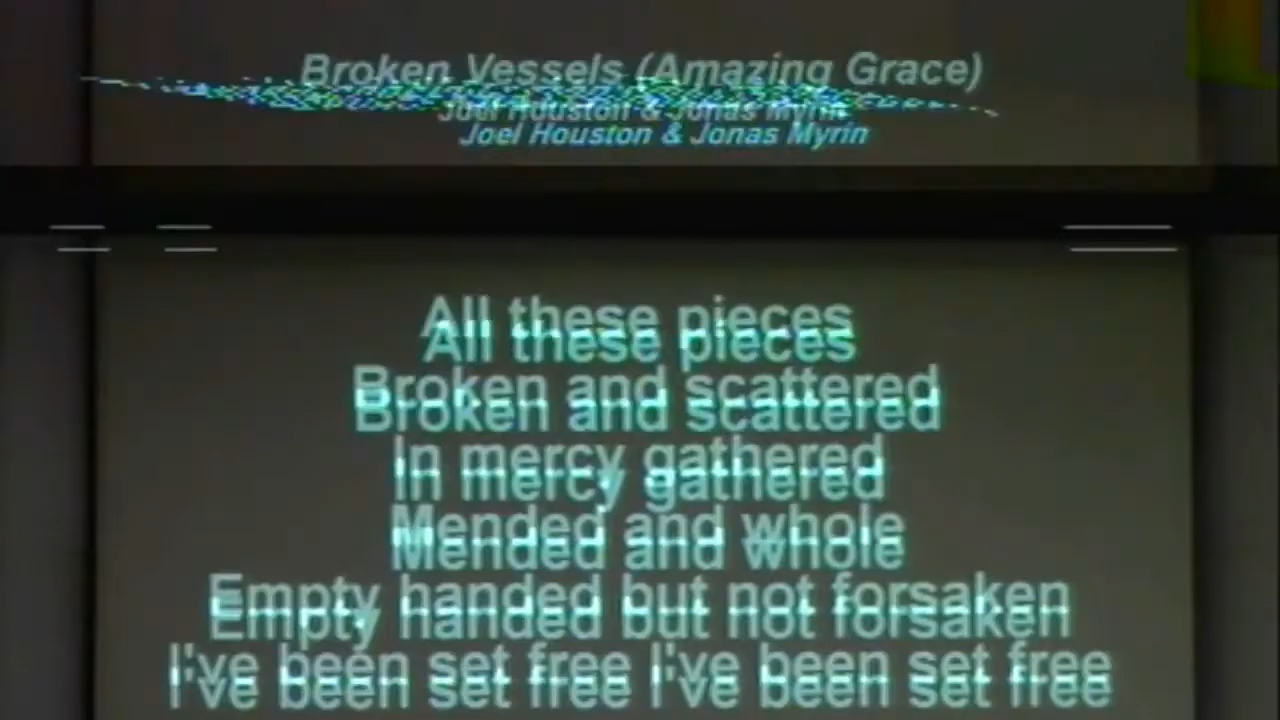 Broken Vessels (Amazing Grace)
Joel Houston & Jonas Myrin
All these pieces
Broken and scattered
In mercy gathered
Mended and whole
Empty handed but not forsaken
I've been set free I've been set free